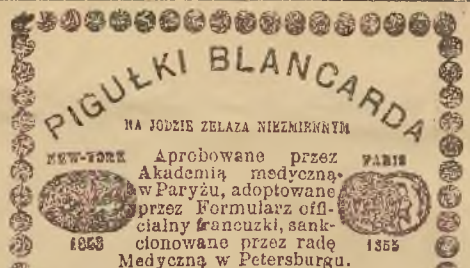 PIGUŁKI BLANCARDA
NA JODZIE ŻELAZA NIEZMIENNYM
NEW-YORK
Aprobowane przez
Akademią medyczną
w Paryżu, adoptowane
przez Formularz offi-
cialny francuzki, sank-
cionowane przez radę
Medyczną w Petersburgu.
1853
PARIS
1855